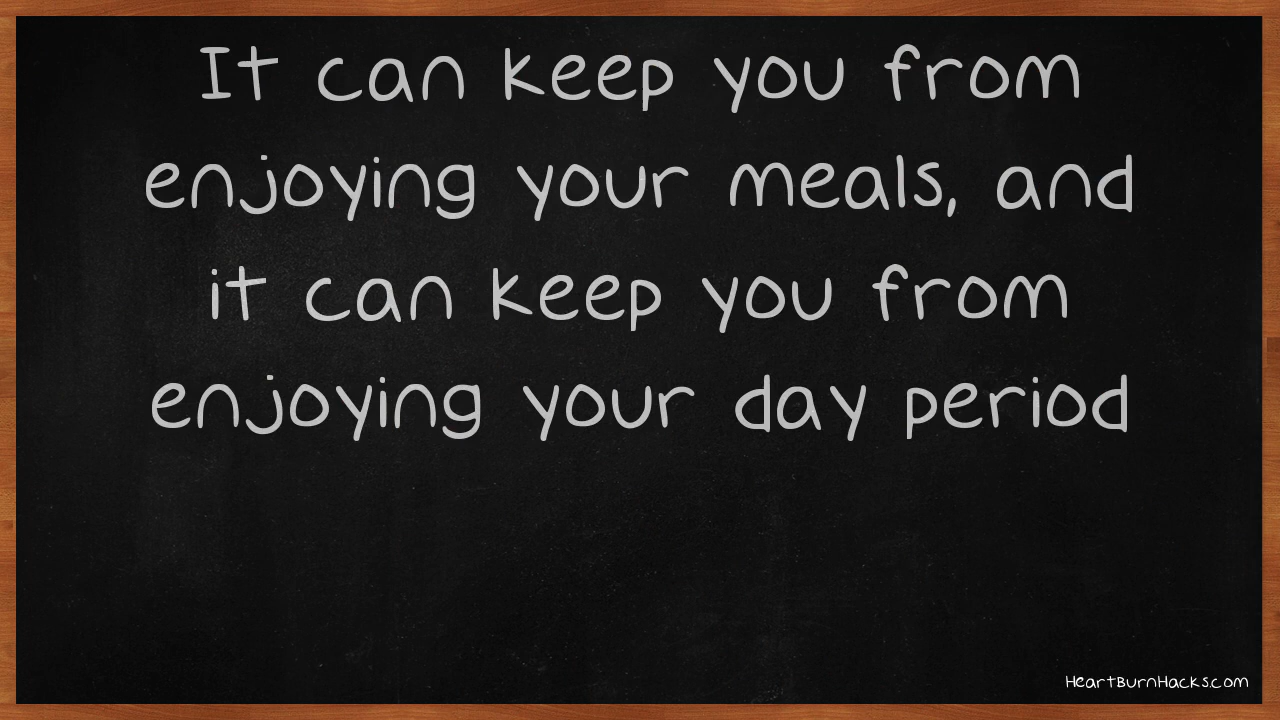 It can keep you from
enjoying your meals, and
it can keep you from
enjoying your day period
HeartBurnHacks.com